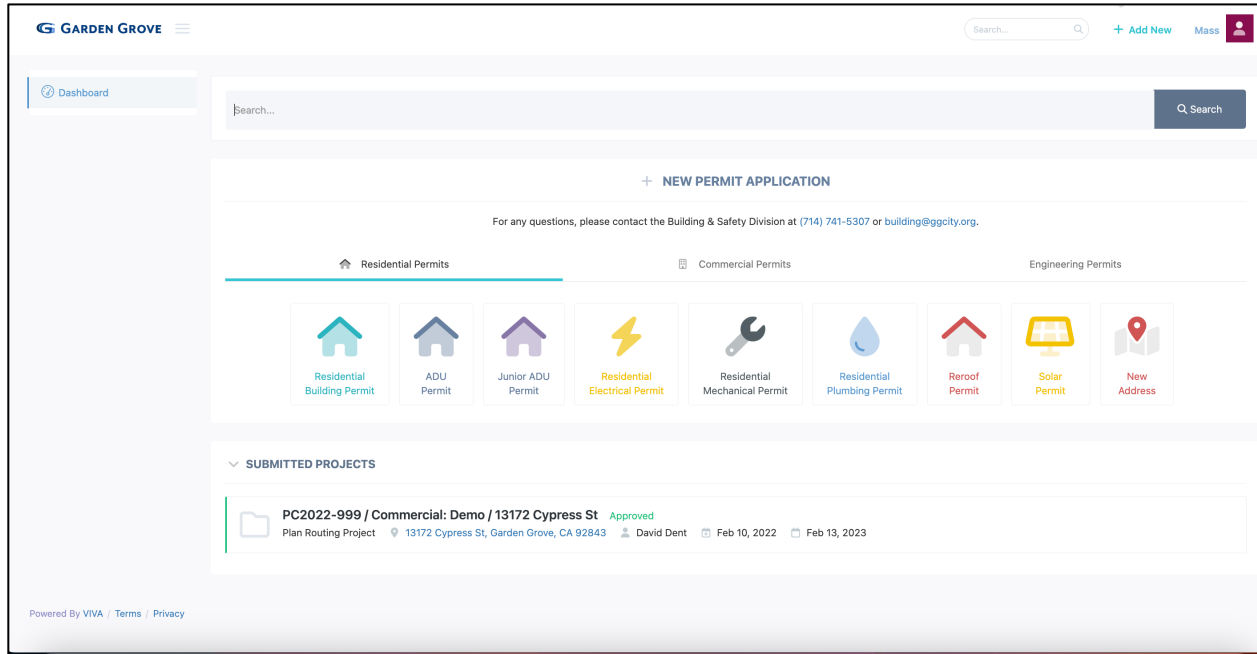 GARDEN GROVE
Search...
+ Add New
Mass
Dashboard
Search...
Search
+ NEW PERMIT APPLICATION
For any questions, please contact the Building & Safety Division at (714) 741-5307 or building@ggcity.org.
Residential Permits
Commercial Permits
Engineering Permits
Residential
Building Permit
ADU
Permit
Junior ADU
Permit
Residential
Electrical Permit
Residential
Mechanical Permit
Residential
Plumbing Permit
Reroof
Permit
Solar
Permit
New
Address
SUBMITTED PROJECTS
PC2022-999 / Commercial: Demo / 13172 Cypress St Approved
Plan Routing Project 13172 Cypress St, Garden Grove, CA 92843 David Dent Feb 10, 2022 Feb 13, 2023
Powered By VIVA / Terms / Privacy